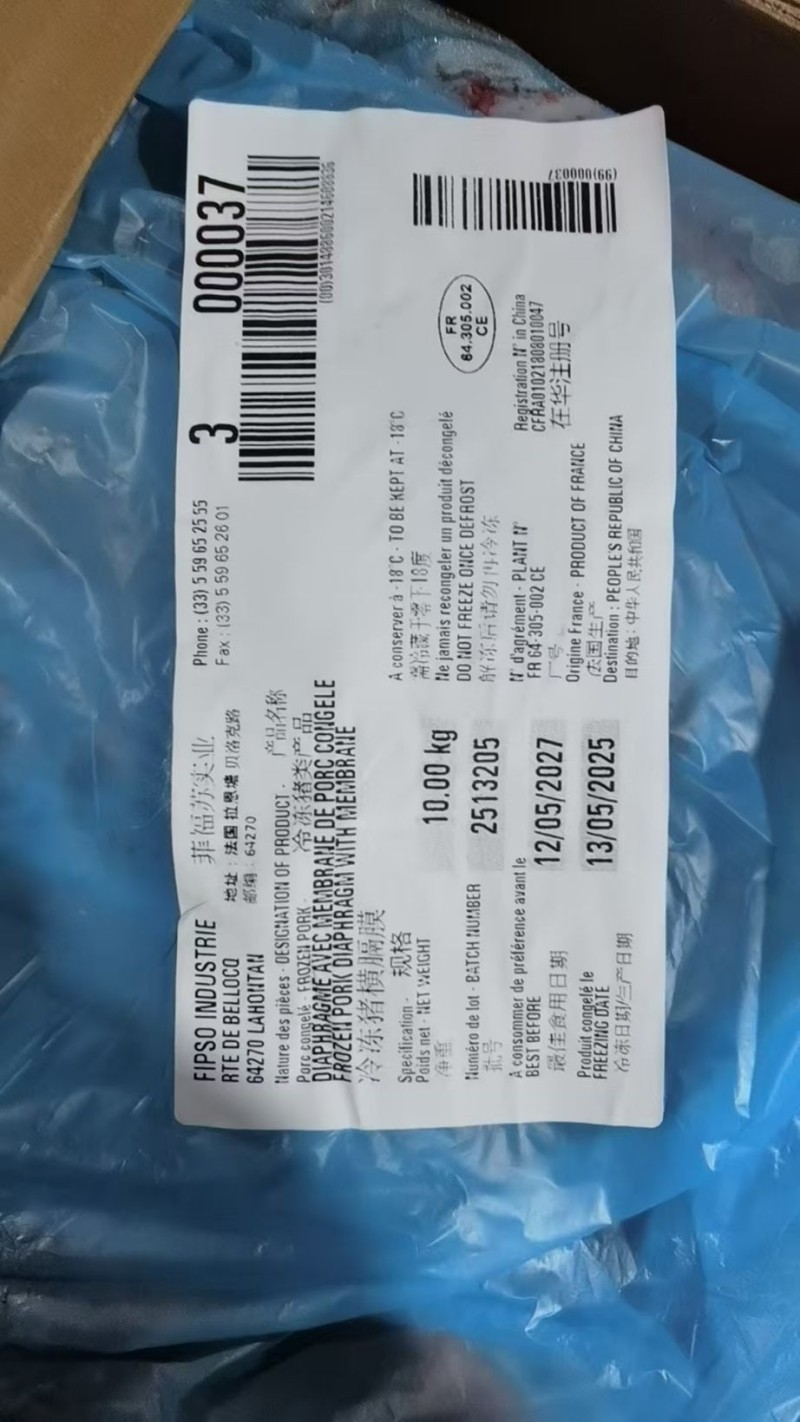 FIPSO INDUSTRIE 菲福苏实业
RTE DE BELLOCQ
64270 LAHONTAN
地址：法国 拉恩塘 贝洛克路
邮编：64270
Phone : (33) 5 59 65 25 55
Fax : (33) 5 59 65 26 01
3 000037
Nature des pièces - DESIGNATION OF PRODUCT - 产品名称
Porc congelé - FROZEN PORK - 冷冻猪类产品
DIAPHRAGME AVEC MEMBRANE DE PORC CONGELE
FROZEN PORK DIAPHRAGM WITH MEMBRANE
冷冻猪横膈膜
Specification - 规格
Poids net - NET WEIGHT
净重
10.00 kg
Numéro de lot - BATCH NUMBER
批号
2513205
A consommer de préférence avant le
BEST BEFORE
最佳食用日期
12/05/2027
Produit congelé le
FREEZING DATE
冷冻日期/生产日期
13/05/2025
A conserver à -18°C - TO BE KEPT AT -18°C
需冷藏于零下18度
Ne jamais recongeler un produit décongelé
DO NOT FREEZE ONCE DEFROST
解冻后请勿再冷冻
N° d'agrément - PLANT N°
FR 64-305-002 CE
厂号
Registration N° in China
CFRA01021808010047
在华注册号
Origine France - PRODUCT OF FRANCE
法国生产
Destination : PEOPLE'S REPUBLIC OF CHINA
目的地：中华人民共和国
FR
64.305.002
CE
(99)000037